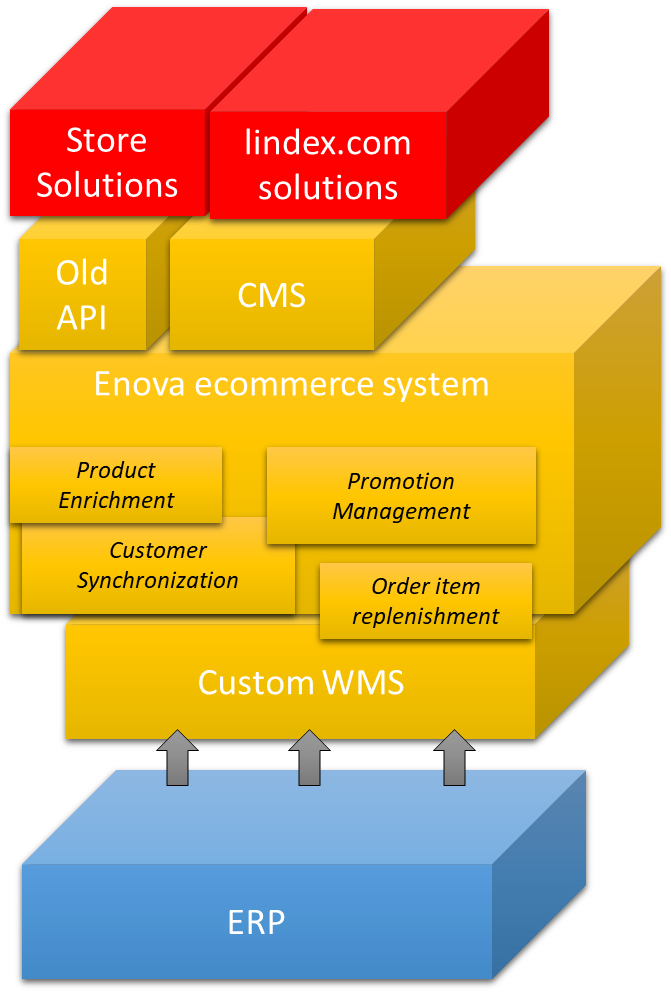 Store
Solutions
lindex.com
solutions
Old
API
CMS
Enova ecommerce system
Product
Enrichment
Promotion
Management
Customer
Synchronization
Order item
replenishment
Custom WMS
ERP